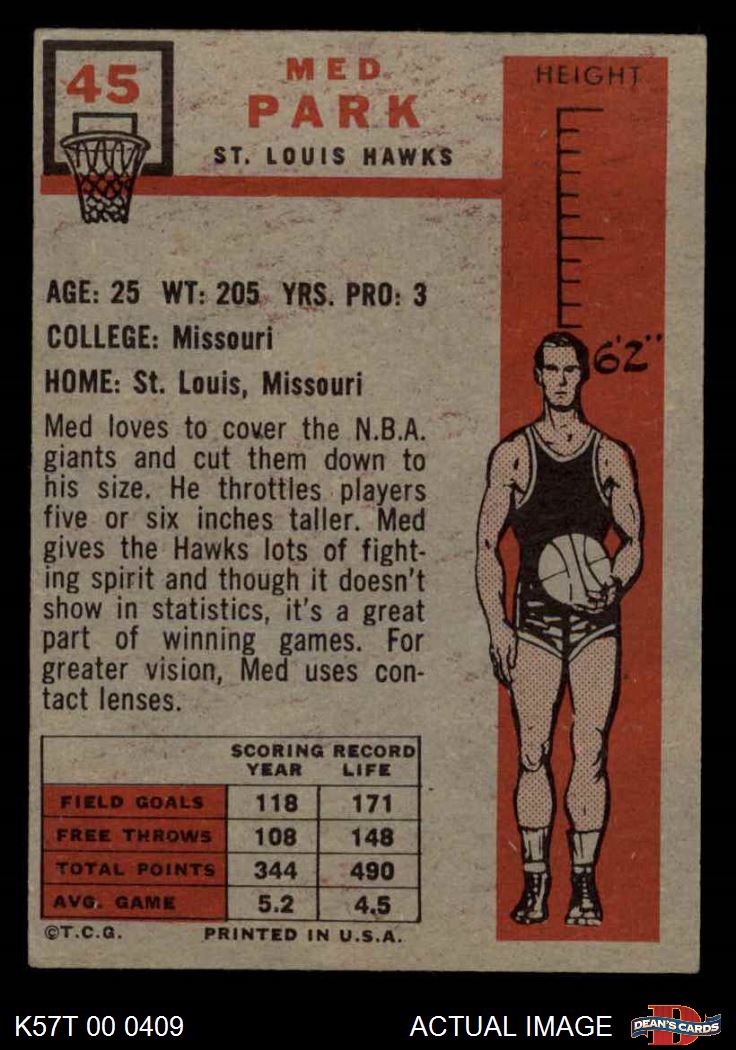 45
MED
PARK
ST. LOUIS HAWKS
HEIGHT
6'2"
AGE: 25 WT: 205 YRS. PRO: 3
COLLEGE: Missouri
HOME: St. Louis, Missouri
Med loves to cover the N.B.A.
giants and cut them down to
his size. He throttles players
five or six inches taller. Med
gives the Hawks lots of fight-
ing spirit and though it doesn't
show in statistics, it's a great
part of winning games. For
greater vision, Med uses con-
tact lenses.
SCORING RECORD
YEAR LIFE
FIELD GOALS 118 171
FREE THROWS 108 148
TOTAL POINTS 344 490
AVG. GAME 5.2 4.5
©T.C.G. PRINTED IN U.S.A.
K57T 00 0409 ACTUAL IMAGE
D
DEAN'S CARDS